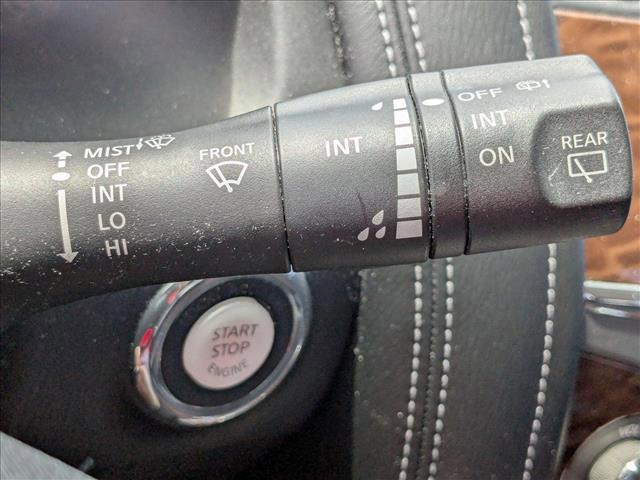 MIST
OFF
INT
LO
HI
FRONT
INT
OFF
INT
ON
REAR
START
STOP
ENGINE